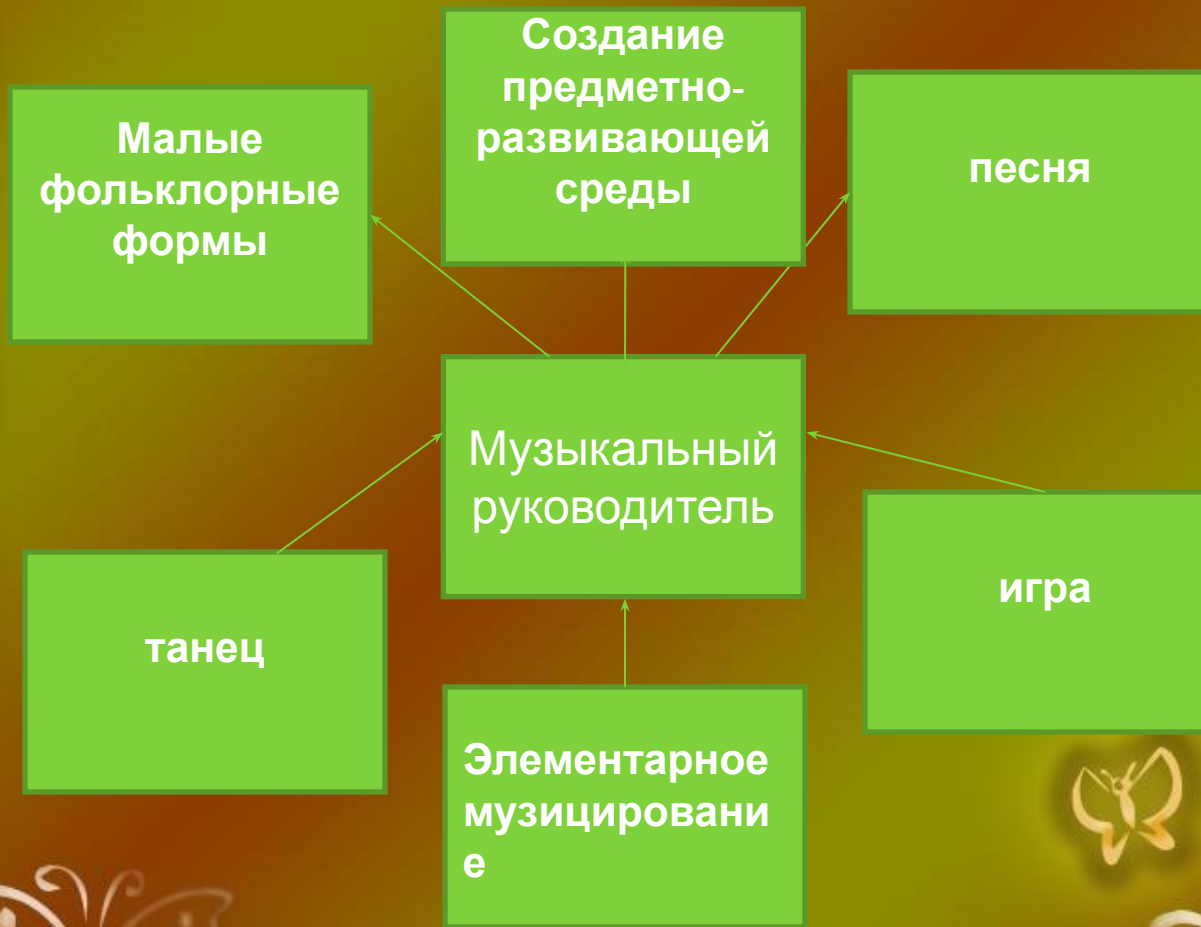 Малые
фольклорные
формы
Создание
предметно-
развивающей
среды
песня
Музыкальный
руководитель
танец
игра
Элементарное
музицировани
е